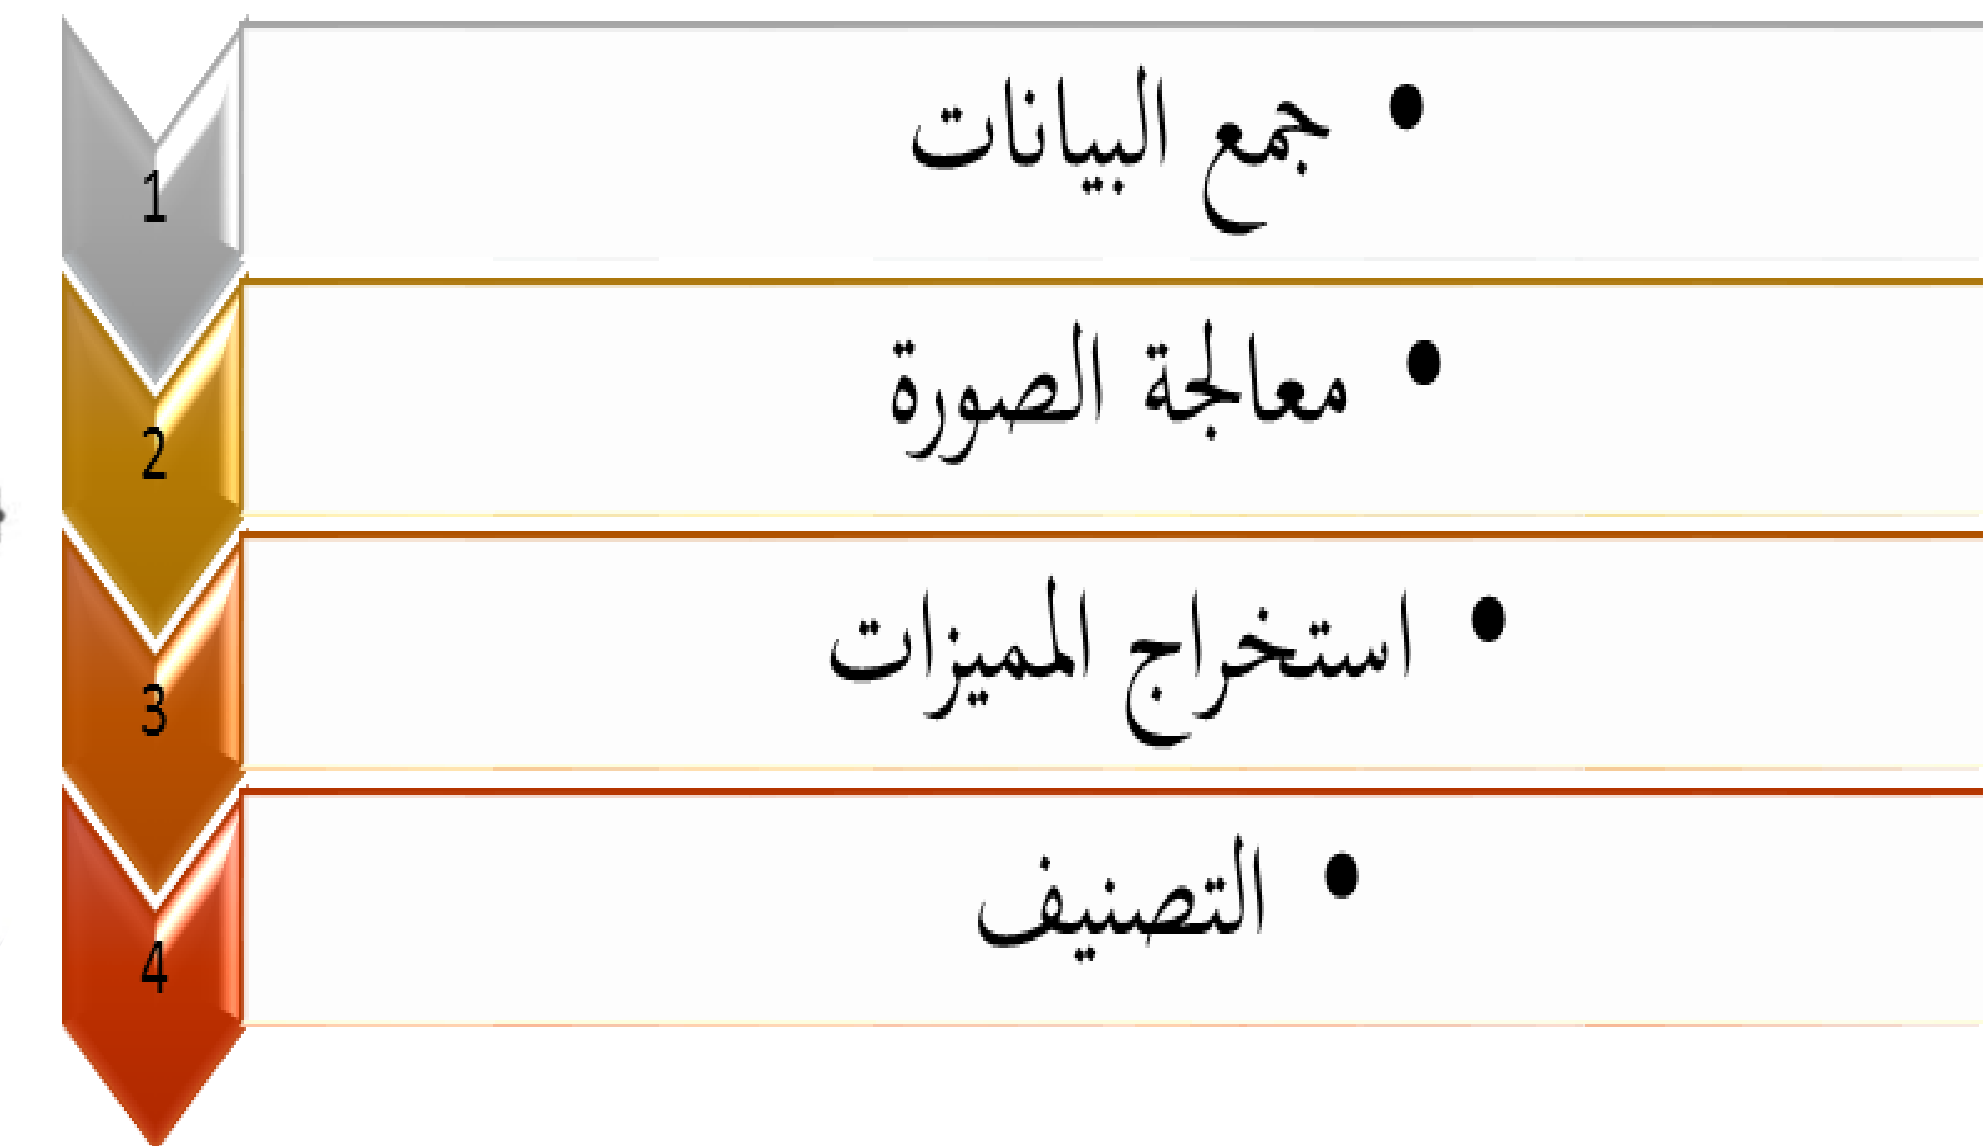 1
• جمع البيانات
2
• معالجة الصورة
3
• استخراج المميزات
4
• التصنيف